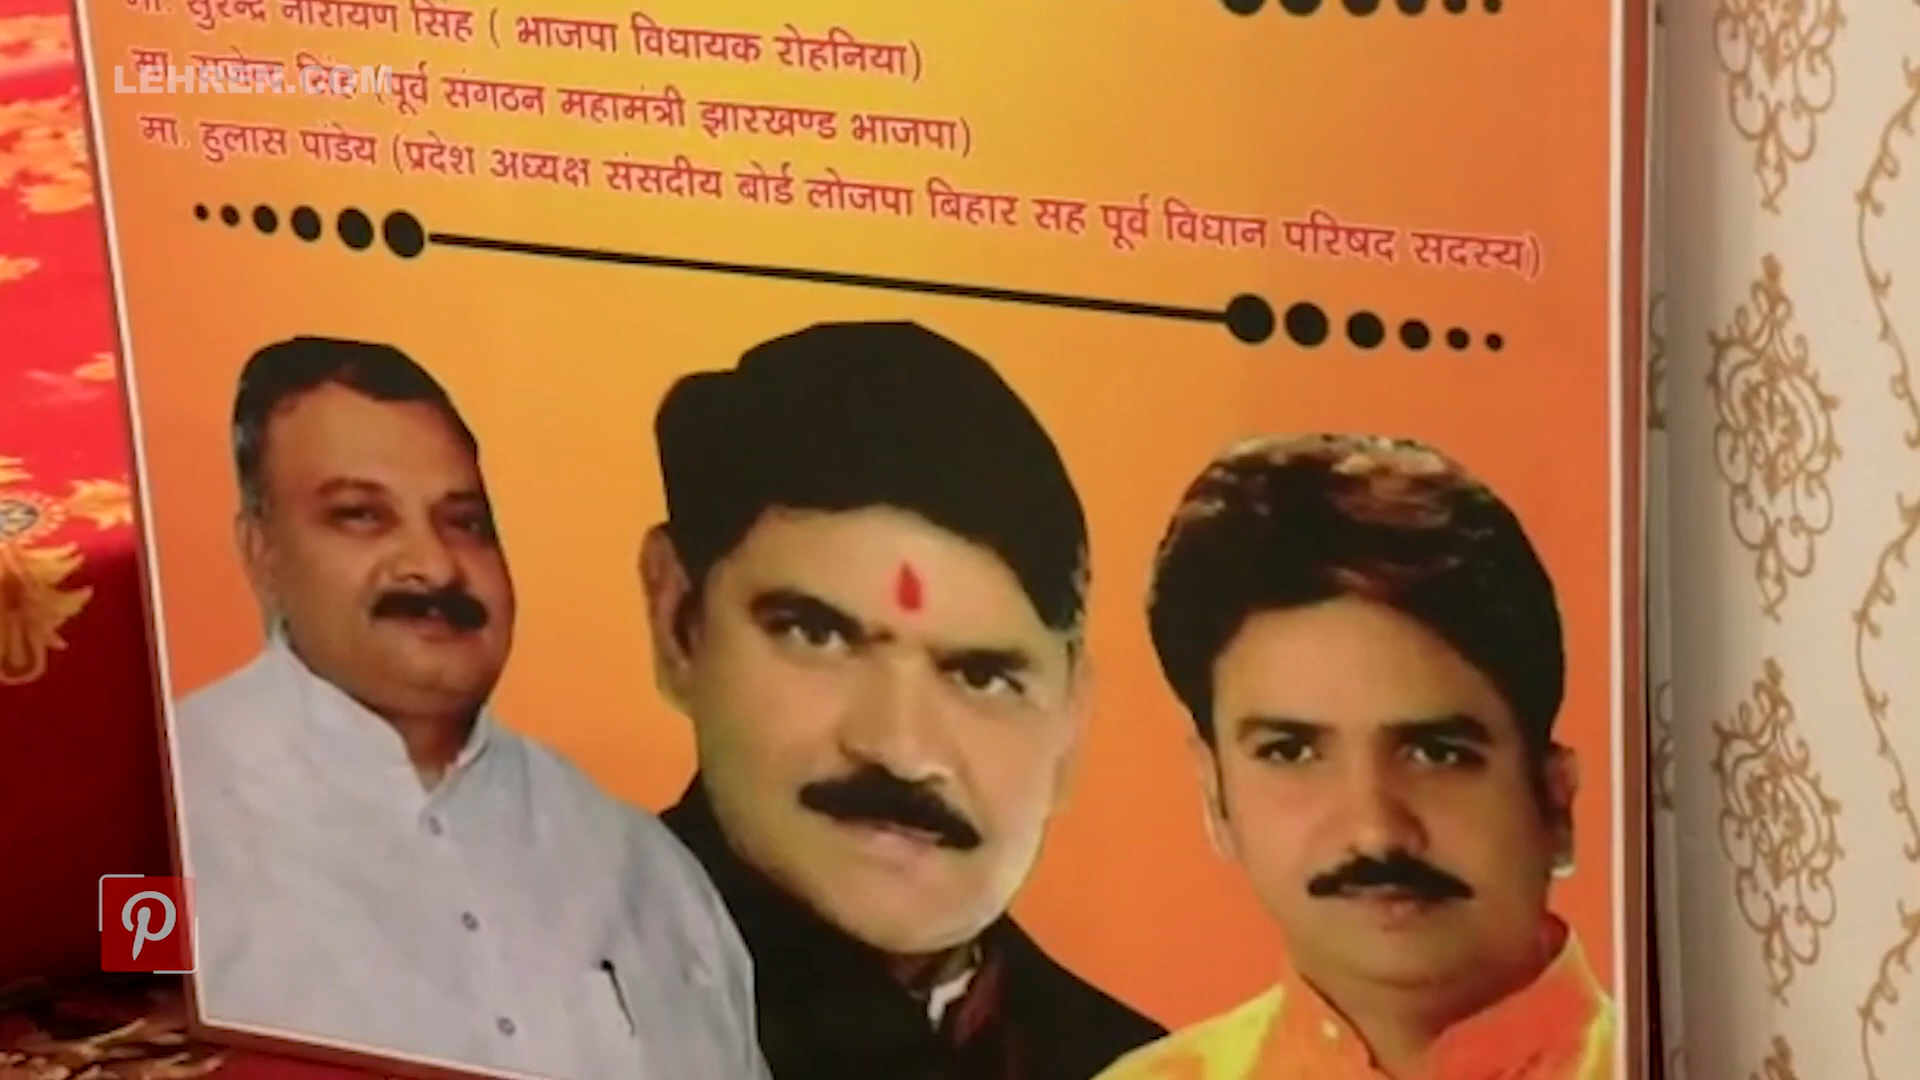 मा. सुरेन्द्र नारायण सिंह ( भाजपा विधायक रोहनिया)
LEHREN.COM
मा. सिंह (पूर्व संगठन महामंत्री झारखण्ड भाजपा)
मा. हुलास पांडेय (प्रदेश अध्यक्ष संसदीय बोर्ड लोजपा बिहार सह पूर्व विधान परिषद सदस्य)